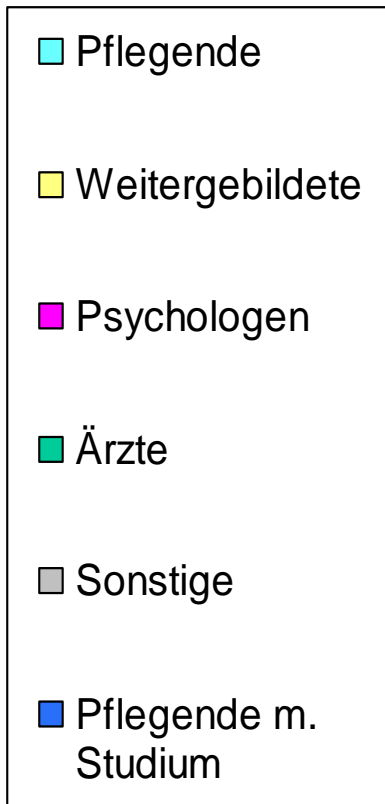 Pflegende
Weitergebildete
Psychologen
Ärzte
Sonstige
Pflegende m.
Studium